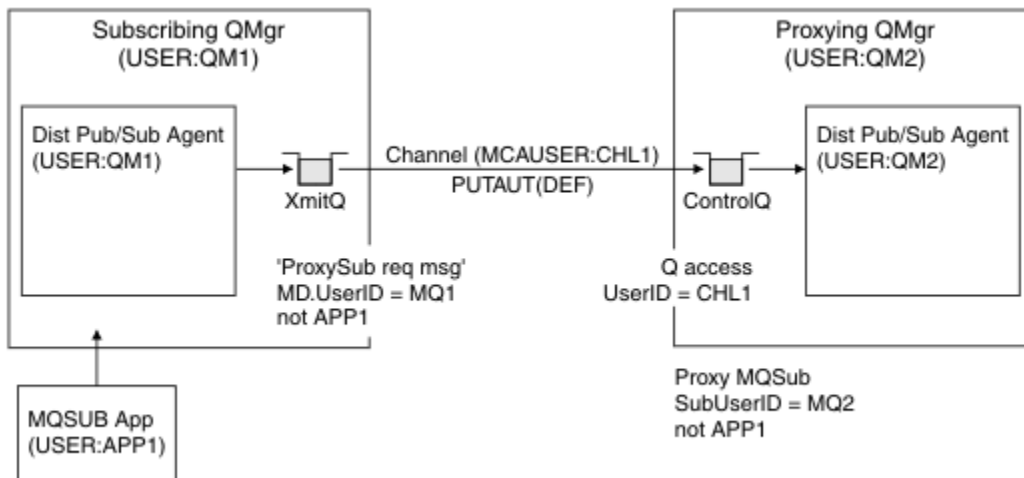 Subscribing QMgr
(USER:QM1)
Dist Pub/Sub Agent
(USER:QM1)
XmitQ
'ProxySub req msg'
MD.UserID = MQ1
not APP1
MQSUB App
(USER:APP1)
Channel (MCAUSER:CHL1)
PUTAUT(DEF)
Proxying QMgr
(USER:QM2)
ControlQ
Dist Pub/Sub Agent
(USER:QM2)
Q access
UserID = CHL1
Proxy MQSub
SubUserID = MQ2
not APP1